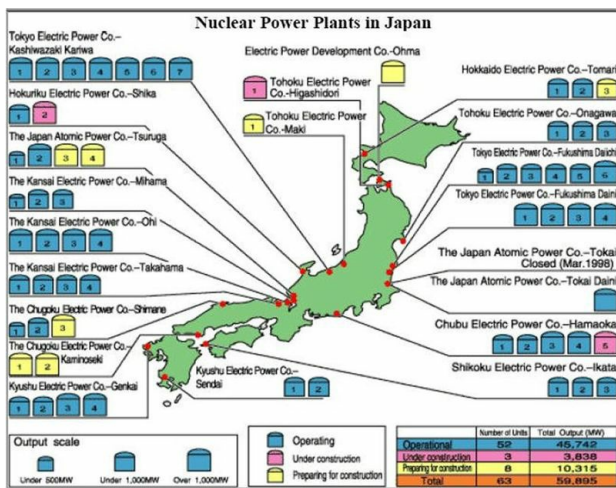 Nuclear Power Plants in Japan
Tokyo Electric Power Co.–
Kashiwazaki Kariwa
1 2 3 4 5 6 7
Hokuriku Electric Power Co.–Shika
1 2
The Japan Atomic Power Co.–Tsuruga
1 2 3 4
The Kansai Electric Power Co.–Mihama
1 2 3
The Kansai Electric Power Co.–Ohi
1 2 3 4
The Kansai Electric Power Co.–Takahama
1 2 3 4
The Chugoku Electric Power Co.–Shimane
1 2 3
The Chugoku Electric Power Co.–
Kaminoseki
1 2
Kyushu Electric Power Co.–Genkai
1 2 3 4
Electric Power Development Co.–Ohma
Tohoku Electric Power
Co.–Higashidori
1
Tohoku Electric Power
Co.–Maki
1
Hokkaido Electric Power Co.–Tomari
1 2 3
Tohoku Electric Power Co.–Onagawa
1 2 3
Tokyo Electric Power Co.–Fukushima Daiichi
1 2 3 4 5 6
Tokyo Electric Power Co.–Fukushima Daini
1 2 3 4
The Japan Atomic Power Co.–Tokai
Closed (Mar.1998)
The Japan Atomic Power Co.–Tokai Daini
Chubu Electric Power Co.–Hamaoka
1 2 3 4 5
Shikoku Electric Power Co.–Ikata
1 2 3
Kyushu Electric Power Co.–
Sendai
1 2
Output scale
Under 500MW Under 1,000MW Over 1,000MW
Operating
Under construction
Preparing for construction
Number of Units Total Output (MW)
Operational 52 45,742
Under construction 3 3,838
Preparing for construction 8 10,315
Total 63 59,895